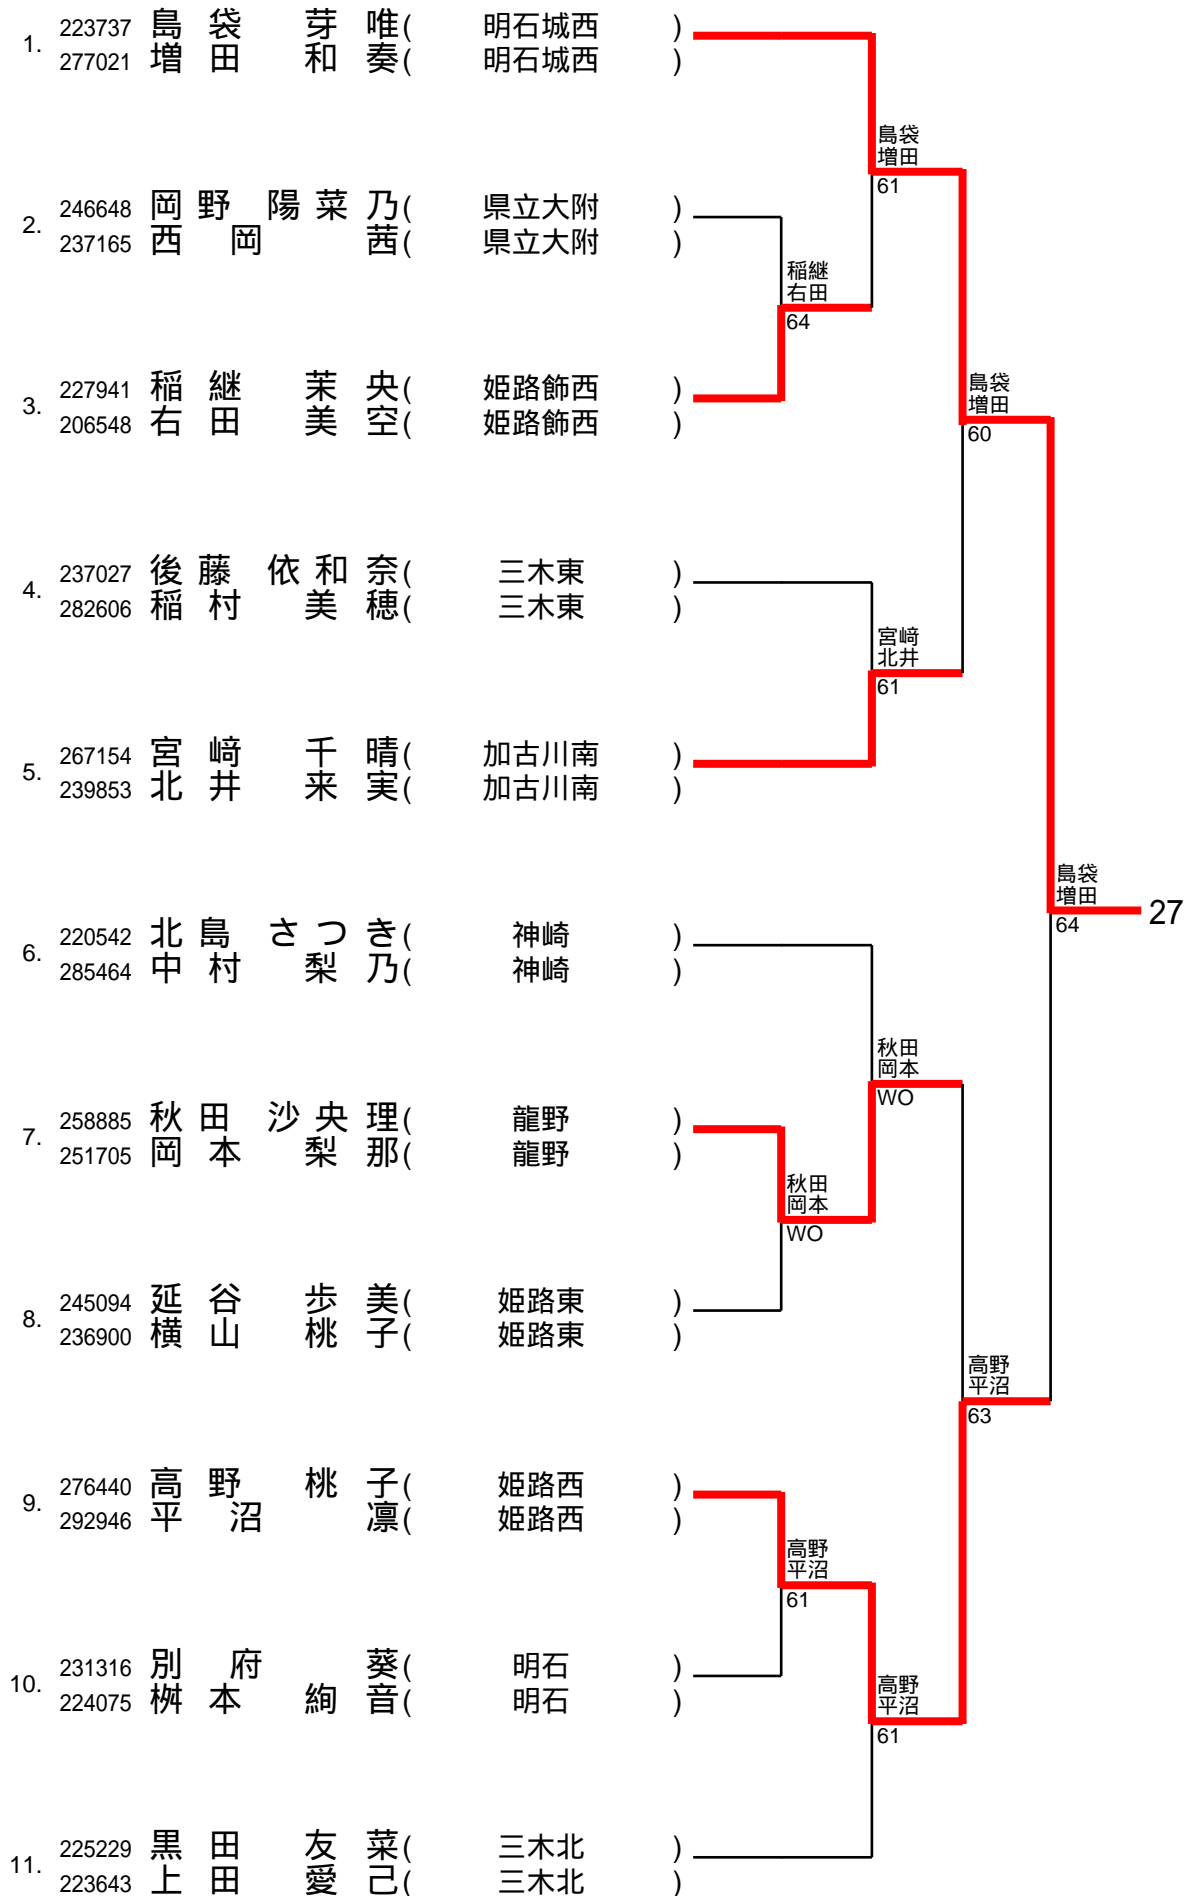 1. 223737 島袋 芽唯( 明石城西 )
277021 増田 和奏( 明石城西 )
島袋
増田
61
2. 246648 岡野 陽菜乃( 県立大附 )
237165 西岡 茜( 県立大附 )
稲継
右田
64
3. 227941 稲継 茉央( 姫路飾西 )
206548 右田 美空( 姫路飾西 )
島袋
増田
60
4. 237027 後藤 依和奈( 三木東 )
282606 稲村 美穂( 三木東 )
宮﨑
北井
61
5. 267154 宮﨑 千晴( 加古川南 )
239853 北井 来実( 加古川南 )
島袋
増田
64
27
6. 220542 北島 さつき( 神崎 )
285464 中村 梨乃( 神崎 )
秋田
岡本
WO
7. 258885 秋田 沙央理( 龍野 )
251705 岡本 梨那( 龍野 )
秋田
岡本
WO
8. 245094 延谷 歩美( 姫路東 )
236900 横山 桃子( 姫路東 )
高野
平沼
63
9. 276440 高野 桃子( 姫路西 )
292946 平沼 凛( 姫路西 )
高野
平沼
61
10. 231316 別府 葵( 明石 )
224075 桝本 絢音( 明石 )
高野
平沼
61
11. 225229 黒田 友菜( 三木北 )
223643 上田 愛己( 三木北 )